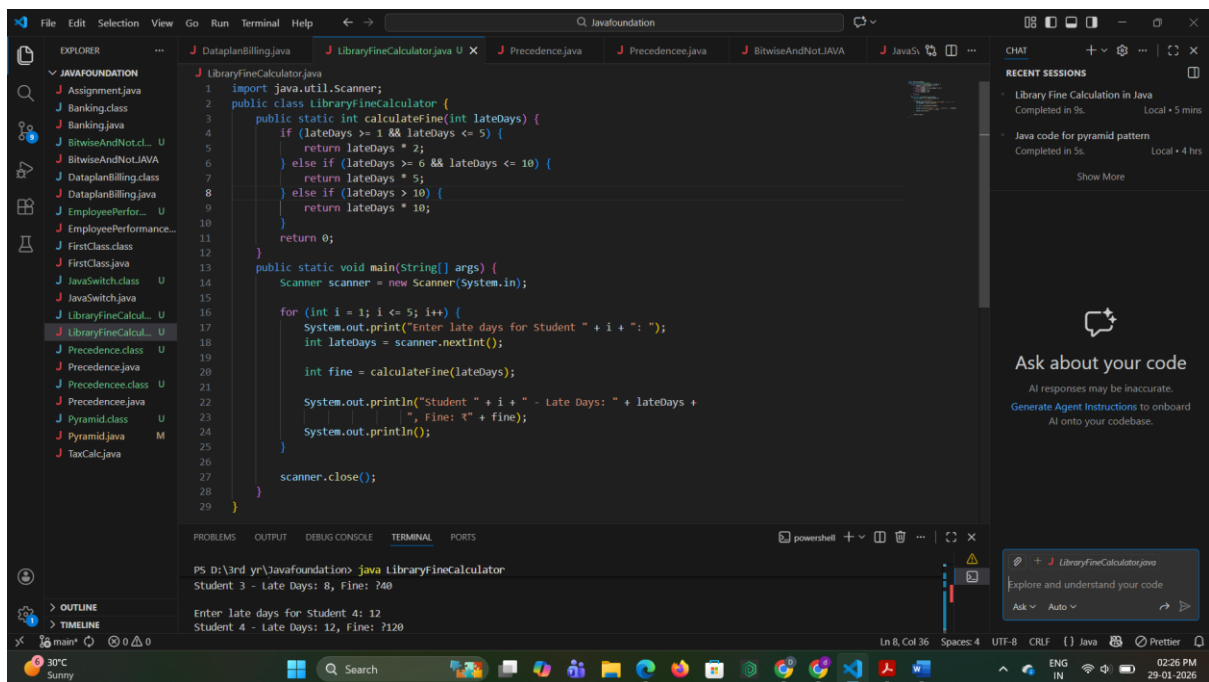 File Edit Selection View Go Run Terminal Help
Javafoundation
EXPLORER
JAVAFOUNDATION
Assignment.java
Banking.class
Banking.java
BitwiseAndNot.cl... U
BitwiseAndNot.JAVA
DataplanBilling.class
DataplanBilling.java
EmployeePerfor... U
EmployeePerformance...
FirstClass.class
FirstClass.java
JavaSwitch.class U
JavaSwitch.java
LibraryFineCalcul... U
LibraryFineCalcul... U
Precedence.class U
Precedence.java
Precedencee.class U
Precedencee.java
Pyramid.class U
Pyramid.java M
TaxCalc.java
OUTLINE
TIMELINE
DataplanBilling.java LibraryFineCalculator.java U Precedence.java Precedencee.java BitwiseAndNot.JAVA
LibraryFineCalculator.java
1 import java.util.Scanner;
2 public class LibraryFineCalculator {
3 public static int calculateFine(int lateDays) {
4 if (lateDays >= 1 && lateDays <= 5) {
5 return lateDays * 2;
6 } else if (lateDays >= 6 && lateDays <= 10) {
7 return lateDays * 5;
8 } else if (lateDays > 10) {
9 return lateDays * 10;
10 }
11 return 0;
12 }
13 public static void main(String[] args) {
14 Scanner scanner = new Scanner(System.in);
15
16 for (int i = 1; i <= 5; i++) {
17 System.out.print("Enter late days for Student " + i + ": ");
18 int lateDays = scanner.nextInt();
19
20 int fine = calculateFine(lateDays);
21
22 System.out.println("Student " + i + " - Late Days: " + lateDays +
23 ", Fine: ₹" + fine);
24 System.out.println();
25 }
26
27 scanner.close();
28 }
29 }
PROBLEMS OUTPUT DEBUG CONSOLE TERMINAL PORTS
powershell
PS D:\3rd yr\Javafoundation> java LibraryFineCalculator
Student 3 - Late Days: 8, Fine: ?40
Enter late days for Student 4: 12
Student 4 - Late Days: 12, Fine: ?120
CHAT
RECENT SESSIONS
Library Fine Calculation in Java
Completed in 9s. Local • 5 mins
Java code for pyramid pattern
Completed in 5s. Local • 4 hrs
Show More
Ask about your code
AI responses may be inaccurate.
Generate Agent Instructions to onboard
AI onto your codebase.
LibraryFineCalculator.java
Explore and understand your code
Ask Auto
main* 0 0 Ln 8, Col 36 Spaces: 4 UTF-8 CRLF {} Java Prettier
6 30°C
Sunny
Search
ENG
IN
02:26 PM
29-01-2026